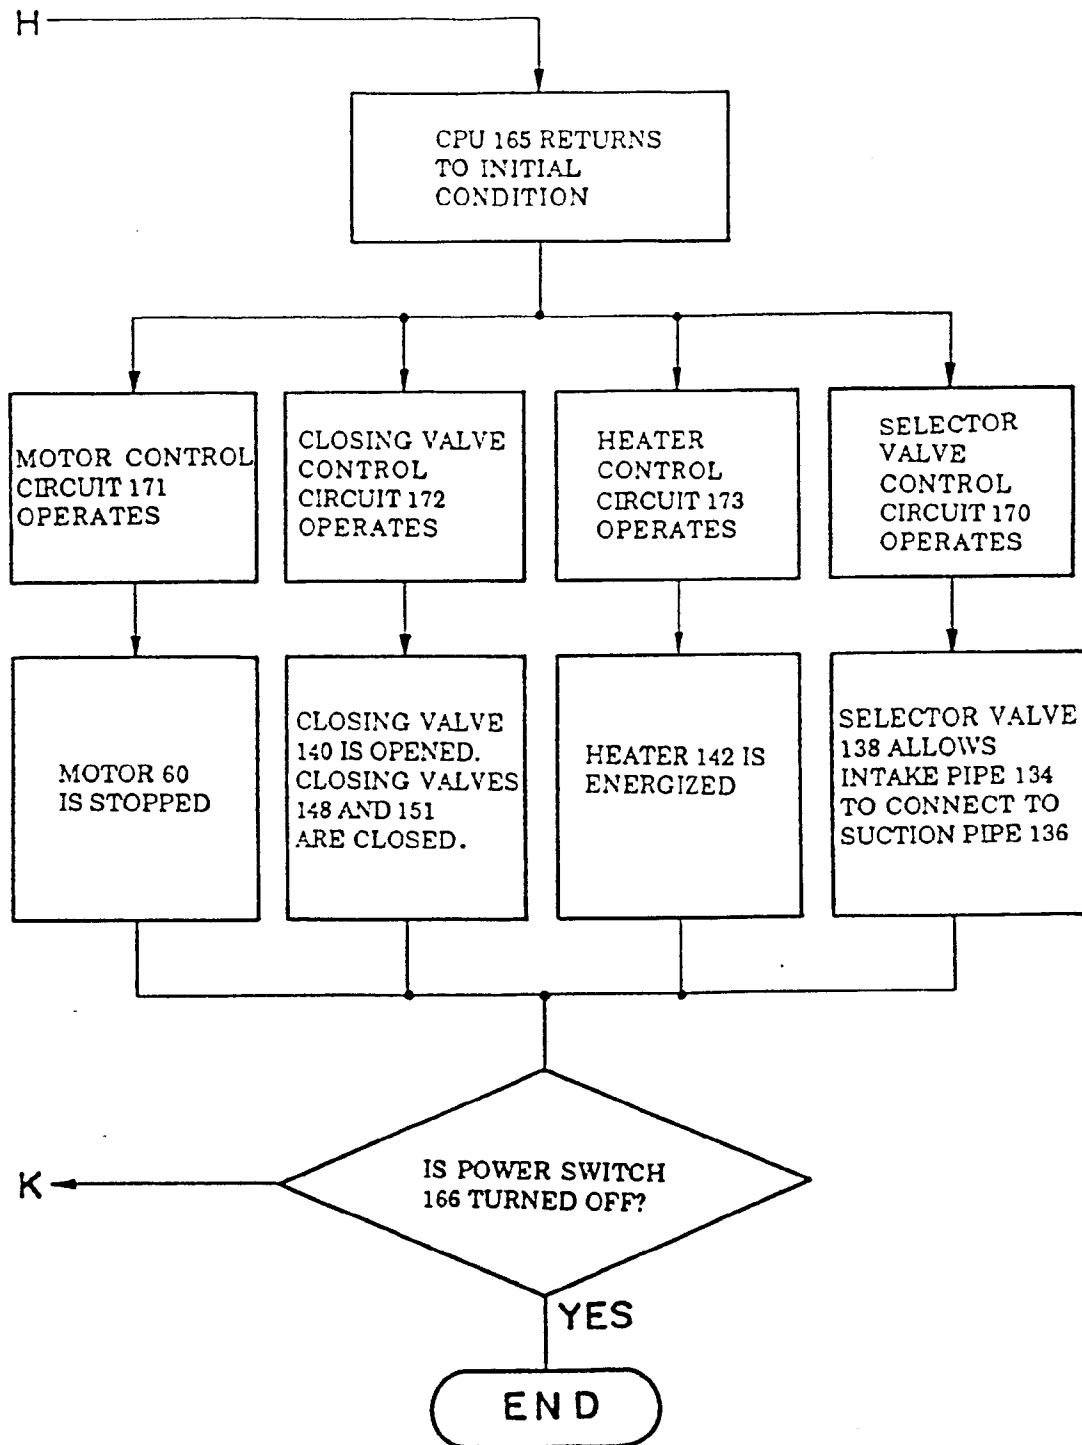 H
CPU 165 RETURNS
TO INITIAL
CONDITION
MOTOR CONTROL
CIRCUIT 171
OPERATES
CLOSING VALVE
CONTROL
CIRCUIT 172
OPERATES
HEATER
CONTROL
CIRCUIT 173
OPERATES
SELECTOR
VALVE
CONTROL
CIRCUIT 170
OPERATES
MOTOR 60
IS STOPPED
CLOSING VALVE
140 IS OPENED.
CLOSING VALVES
148 AND 151
ARE CLOSED.
HEATER 142 IS
ENERGIZED
SELECTOR VALVE
138 ALLOWS
INTAKE PIPE 134
TO CONNECT TO
SUCTION PIPE 136
K
IS POWER SWITCH
166 TURNED OFF?
YES
END